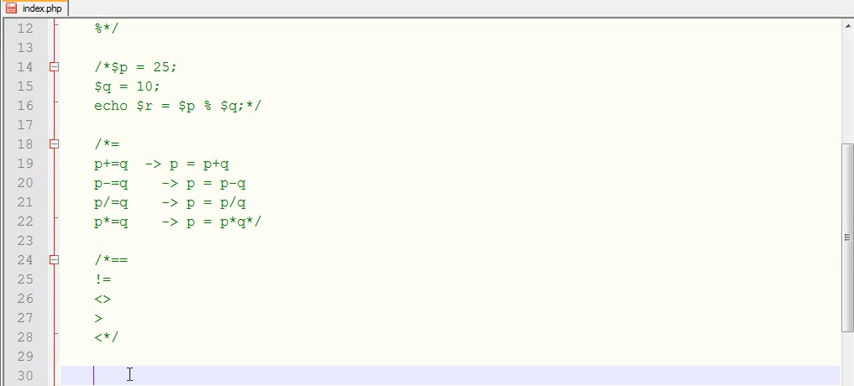 index.php
12 %*/
13
14 /*$p = 25;
15 $q = 10;
16 echo $r = $p % $q;*/
17
18 /*=
19 p+=q -> p = p+q
20 p-=q -> p = p-q
21 p/=q -> p = p/q
22 p*=q -> p = p*q*/
23
24 /*==
25 !=
26 <>
27 >
28 <*/
29
30